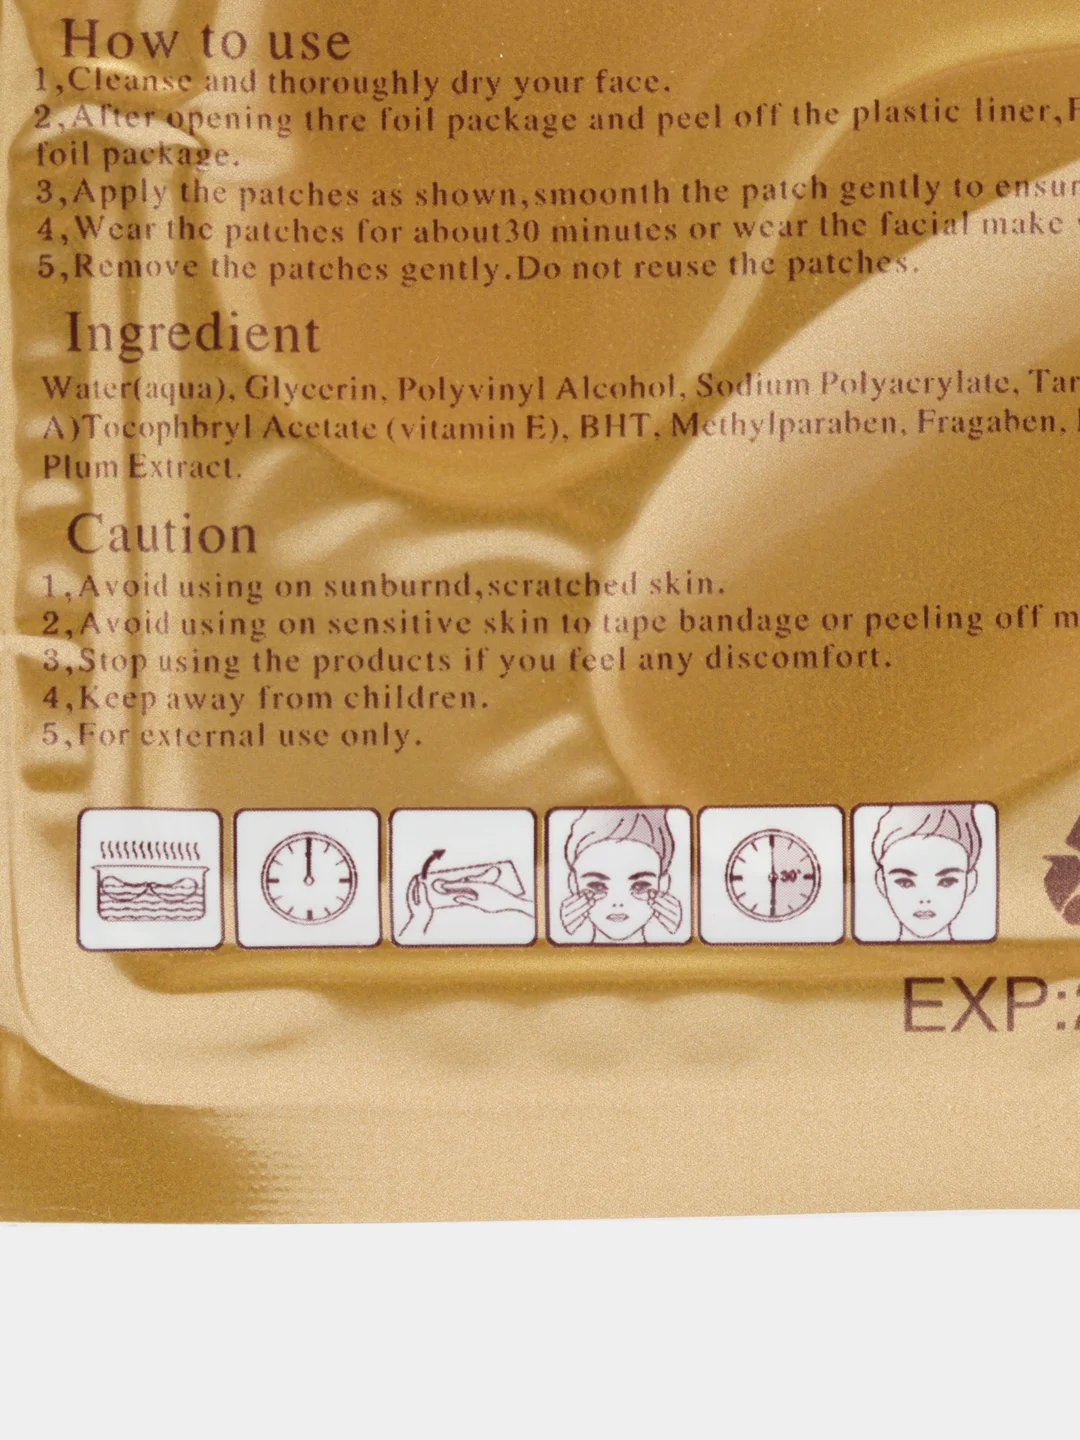 How to use
1,Cleanse and thoroughly dry your face.
2,After opening thre foil package and peel off the plastic liner,
foil package.
3,Apply the patches as shown,smoonth the patch gently to ensur
4,Wear the patches for about30 minutes or wear the facial make
5,Remove the patches gently.Do not reuse the patches.
Ingredient
Water(aqua), Glycerin, Polyvinyl Alcohol, Sodium Polyacrylate, Tar
A)Tocophbryl Acetate (vitamin E), BHT, Methylparaben, Fragaben,
Plum Extract.
Caution
1,Avoid using on sunburnd,scratched skin.
2,Avoid using on sensitive skin to tape bandage or peeling off m
3,Stop using the products if you feel any discomfort.
4,Keep away from children.
5,For external use only.
30'
EXP: